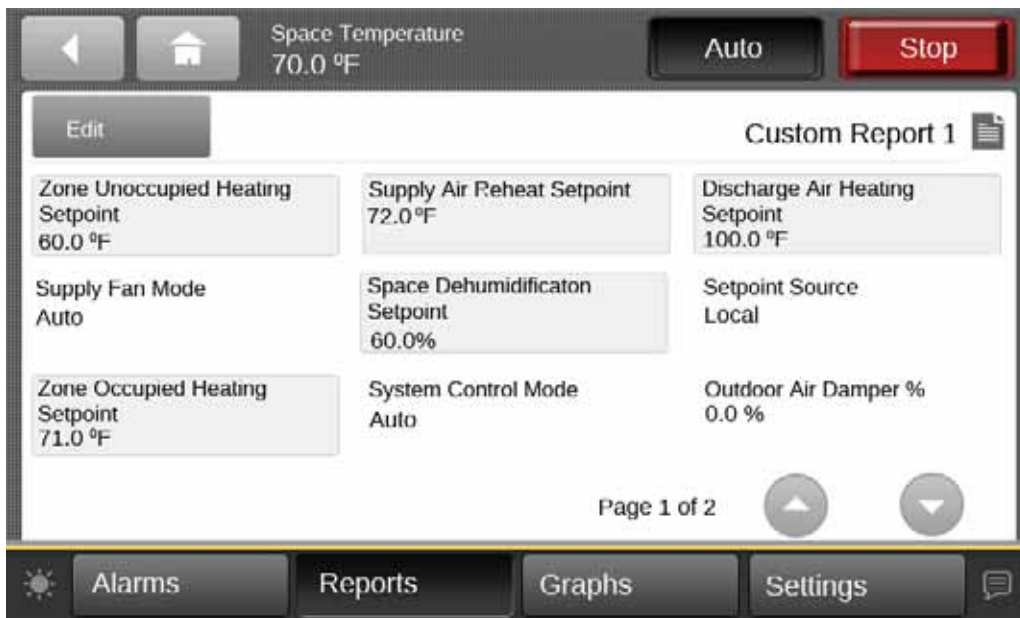 Space Temperature
70.0 ºF
Auto
Stop
Edit
Custom Report 1
Zone Unoccupied Heating
Setpoint
60.0 ºF
Supply Air Reheat Setpoint
72.0 ºF
Discharge Air Heating
Setpoint
100.0 ºF
Supply Fan Mode
Auto
Space Dehumidificaton
Setpoint
60.0%
Setpoint Source
Local
Zone Occupied Heating
Setpoint
71.0 ºF
System Control Mode
Auto
Outdoor Air Damper %
0.0 %
Page 1 of 2
Alarms
Reports
Graphs
Settings